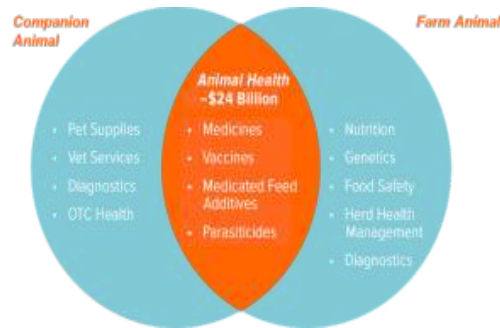 Companion
Animal
Farm Animal
Animal Health
~$24 Billion
• Pet Supplies
• Vet Services
• Diagnostics
• OTC Health
• Medicines
• Vaccines
• Medicated Feed
Additives
• Parasiticides
• Nutrition
• Genetics
• Food Safety
• Herd Health
Management
• Diagnostics